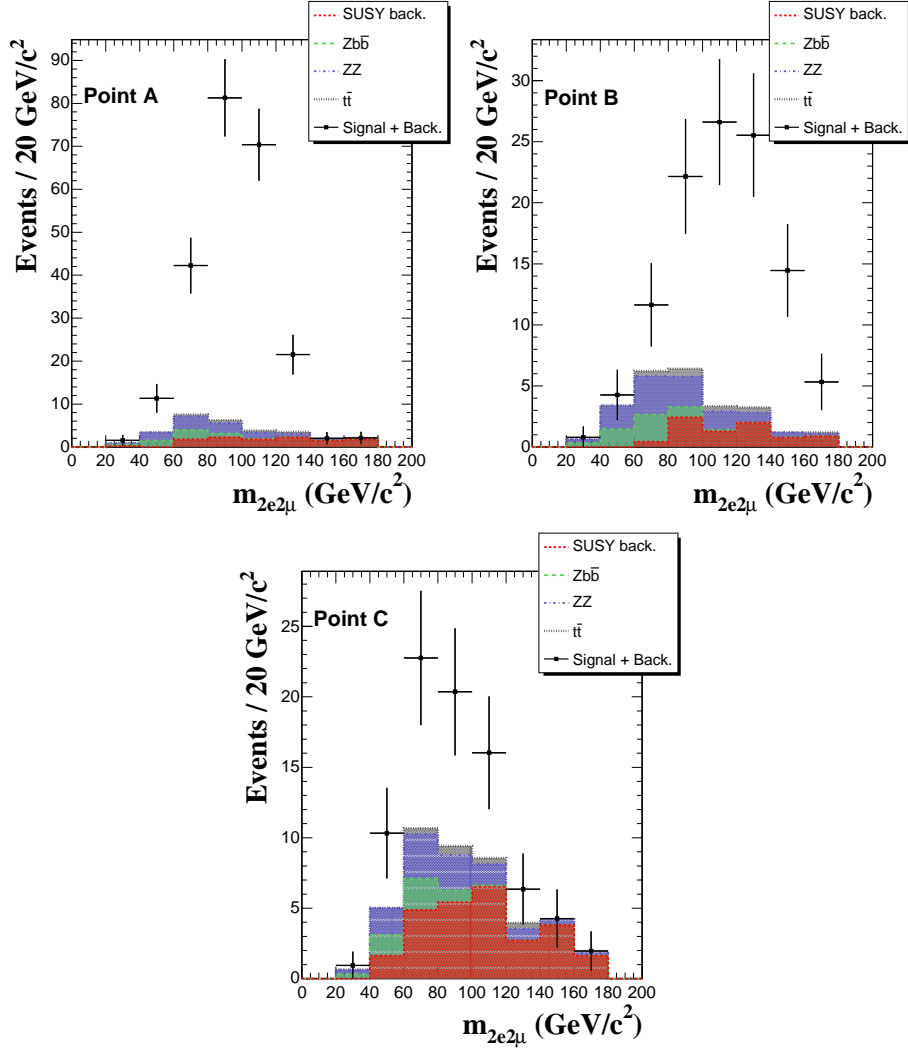 SUSY back.
Zbb̄
ZZ
tt̄
Signal + Back.
Point A
Events / 20 GeV/c²
90
80
70
60
50
40
30
20
10
0
0 20 40 60 80 100 120 140 160 180 200
m2e2μ (GeV/c²)
SUSY back.
Zbb̄
ZZ
tt̄
Signal + Back.
Point B
Events / 20 GeV/c²
30
25
20
15
10
5
0
0 20 40 60 80 100 120 140 160 180 200
m2e2μ (GeV/c²)
SUSY back.
Zbb̄
ZZ
tt̄
Signal + Back.
Point C
Events / 20 GeV/c²
25
20
15
10
5
0
0 20 40 60 80 100 120 140 160 180 200
m2e2μ (GeV/c²)